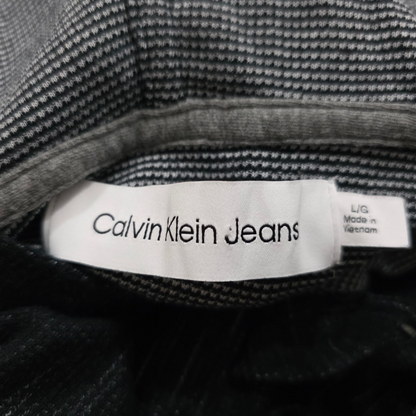 Calvin Klein Jeans
L/G
Made in
Vietnam